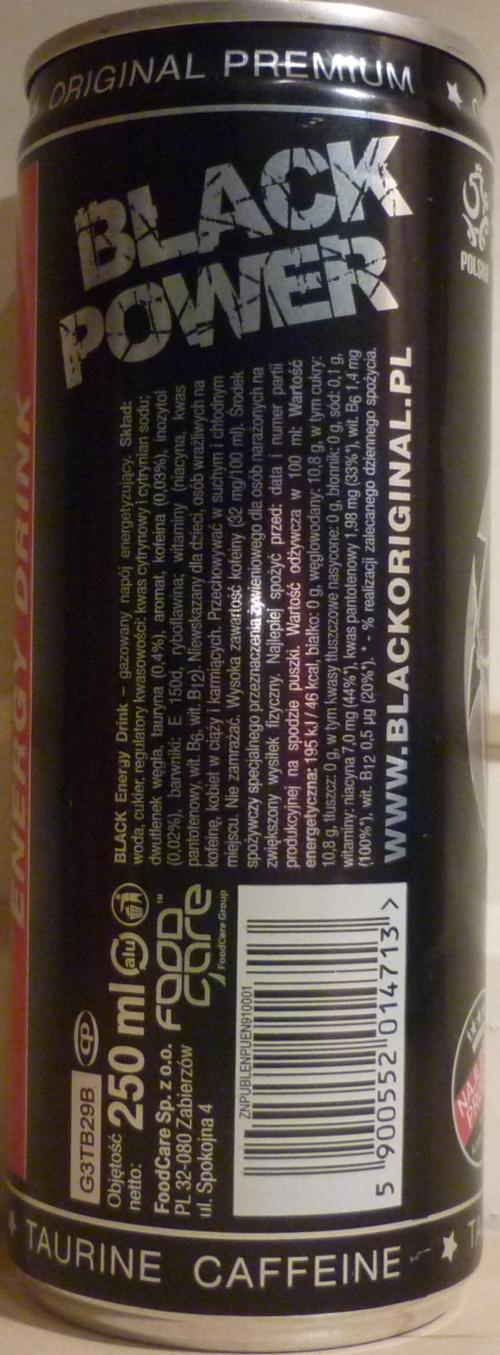 ORIGINAL PREMIUM
BLACK
POWER
POLSKA
ENERGY DRINK
BLACK Energy Drink – gazowany napój energetyzujący. Skład:
woda, cukier, regulatory kwasowości: kwas cytrynowy i cytrynian sodu;
dwutlenek węgla, tauryna (0,4%), aromat, kofeina (0,03%), inozytol
(0,02%), barwniki: E 150d, ryboflawina; witaminy (niacyna, kwas
pantotenowy, wit. B6, wit. B12). Niewskazany dla dzieci, osób wrażliwych na
kofeinę, kobiet w ciąży i karmiących. Przechowywać w suchym i chłodnym
miejscu. Nie zamrażać. Wysoka zawartość kofeiny (32 mg/100 ml). Środek
spożywczy specjalnego przeznaczenia żywieniowego dla osób narażonych na
zwiększony wysiłek fizyczny. Najlepiej spożyć przed: data i numer partii
produkcyjnej na spodzie puszki. Wartość odżywcza w 100 ml: Wartość
energetyczna: 195 kJ / 46 kcal, białko: 0 g, węglowodany: 10,8 g, w tym cukry:
10,8 g, tłuszcz: 0 g, w tym kwasy tłuszczowe nasycone: 0 g, błonnik: 0 g, sód: 0,1 g,
witaminy: niacyna 7,0 mg (44%*), kwas pantotenowy 1,98 mg (33%*), wit. B6 1,4 mg
(100%*), wit. B12 0,5 µg (20%*). * - % realizacji zalecanego dziennego spożycia.
WWW.BLACKORIGINAL.PL
G3TB29B
Objętość
netto: 250 ml
alu
FoodCare Sp. z o.o.
PL 32-080 Zabierzów
ul. Spokojna 4
FOOD
care™
FoodCare Group
ZNPUBLENPUEN910001
5 900552 014713 >
TAURINE CAFFEINE